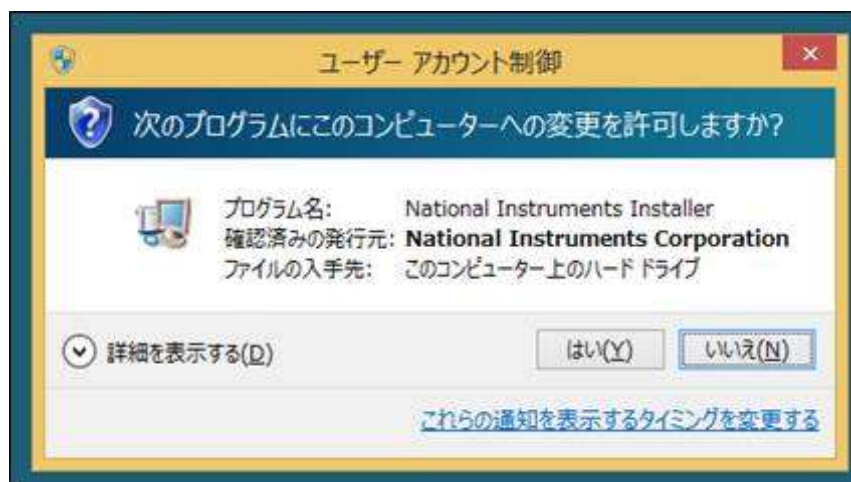 ユーザー アカウント制御
次のプログラムにこのコンピューターへの変更を許可しますか?
プログラム名: National Instruments Installer
確認済みの発行元: National Instruments Corporation
ファイルの入手先: このコンピューター上のハード ドライブ
詳細を表示する(D)
はい(Y) いいえ(N)
これらの通知を表示するタイミングを変更する